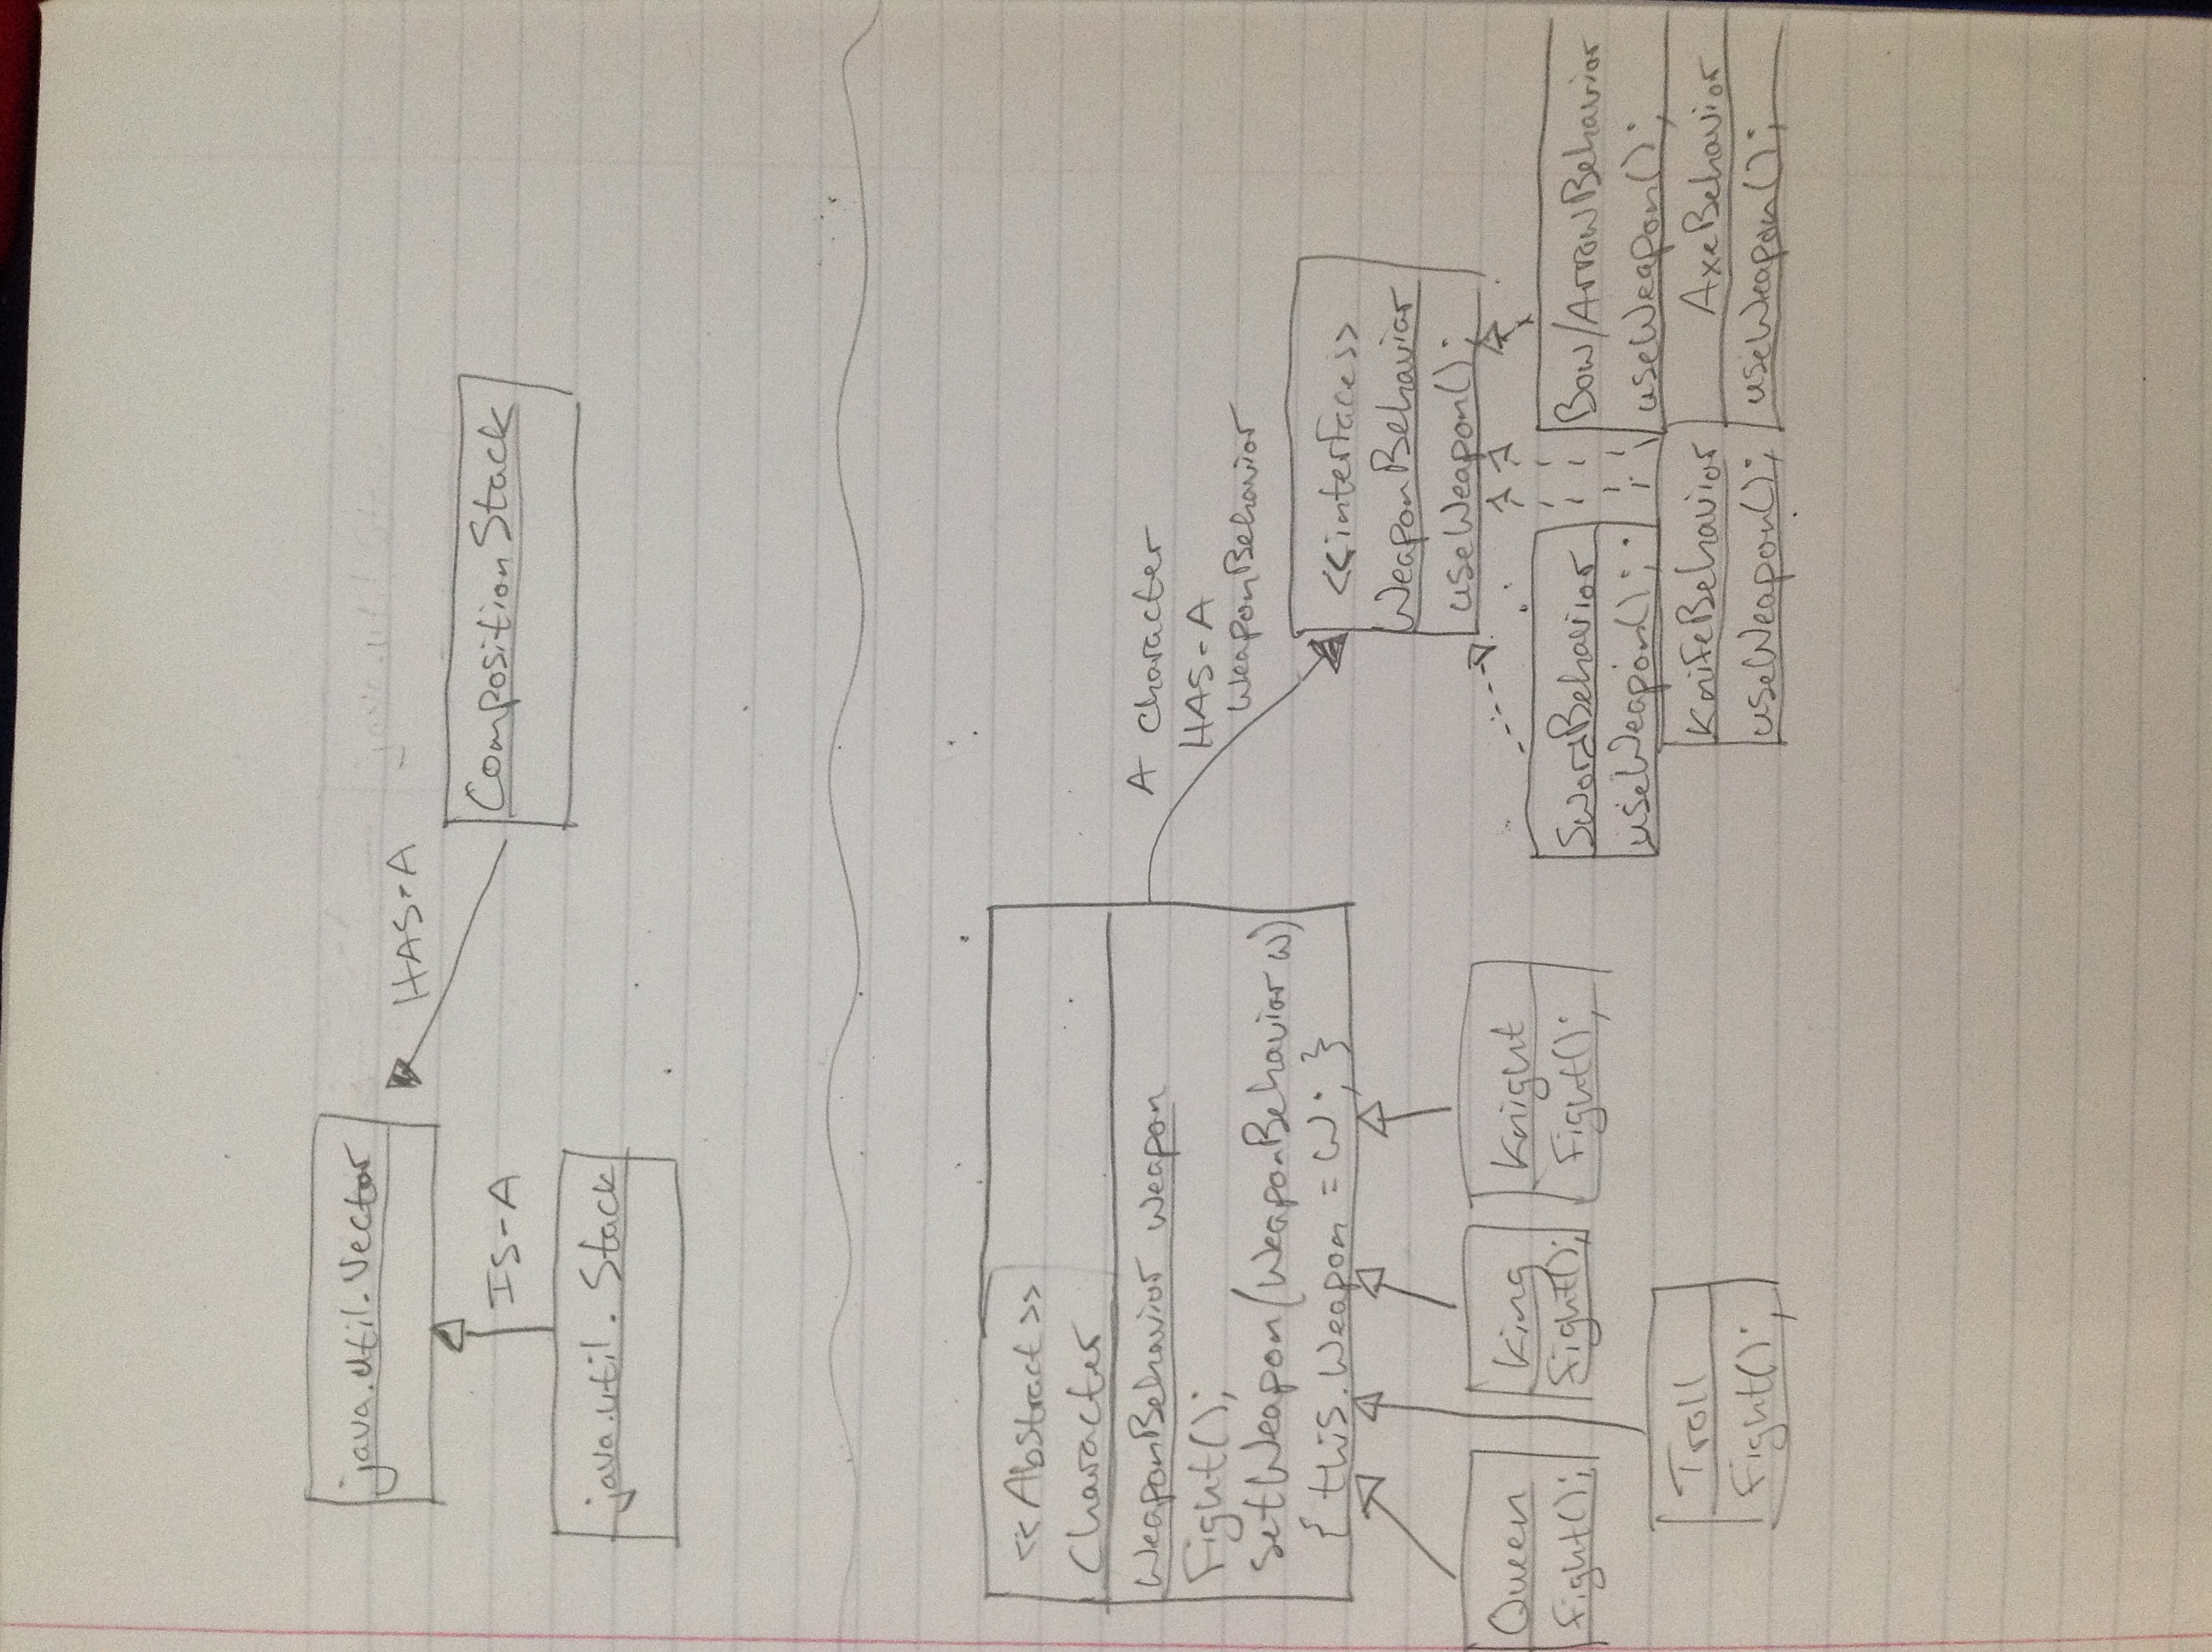 java.util.Vector
HAS-A
IS-A
CompositionStack
java.util.Stack
<<Abstract>>
Character
WeaponBehavior weapon
Fight();
setWeapon(WeaponBehavior w)
{ this.Weapon = w; }
A character
HAS-A
WeaponBehavior
<<interface>>
WeaponBehavior
useWeapon();
Queen
Fight();
King
Fight();
Knight
Fight();
Troll
Fight();
SwordBehavior
useWeapon();
Bow/ArrowBehavior
useWeapon();
KnifeBehavior
useWeapon();
AxeBehavior
useWeapon();